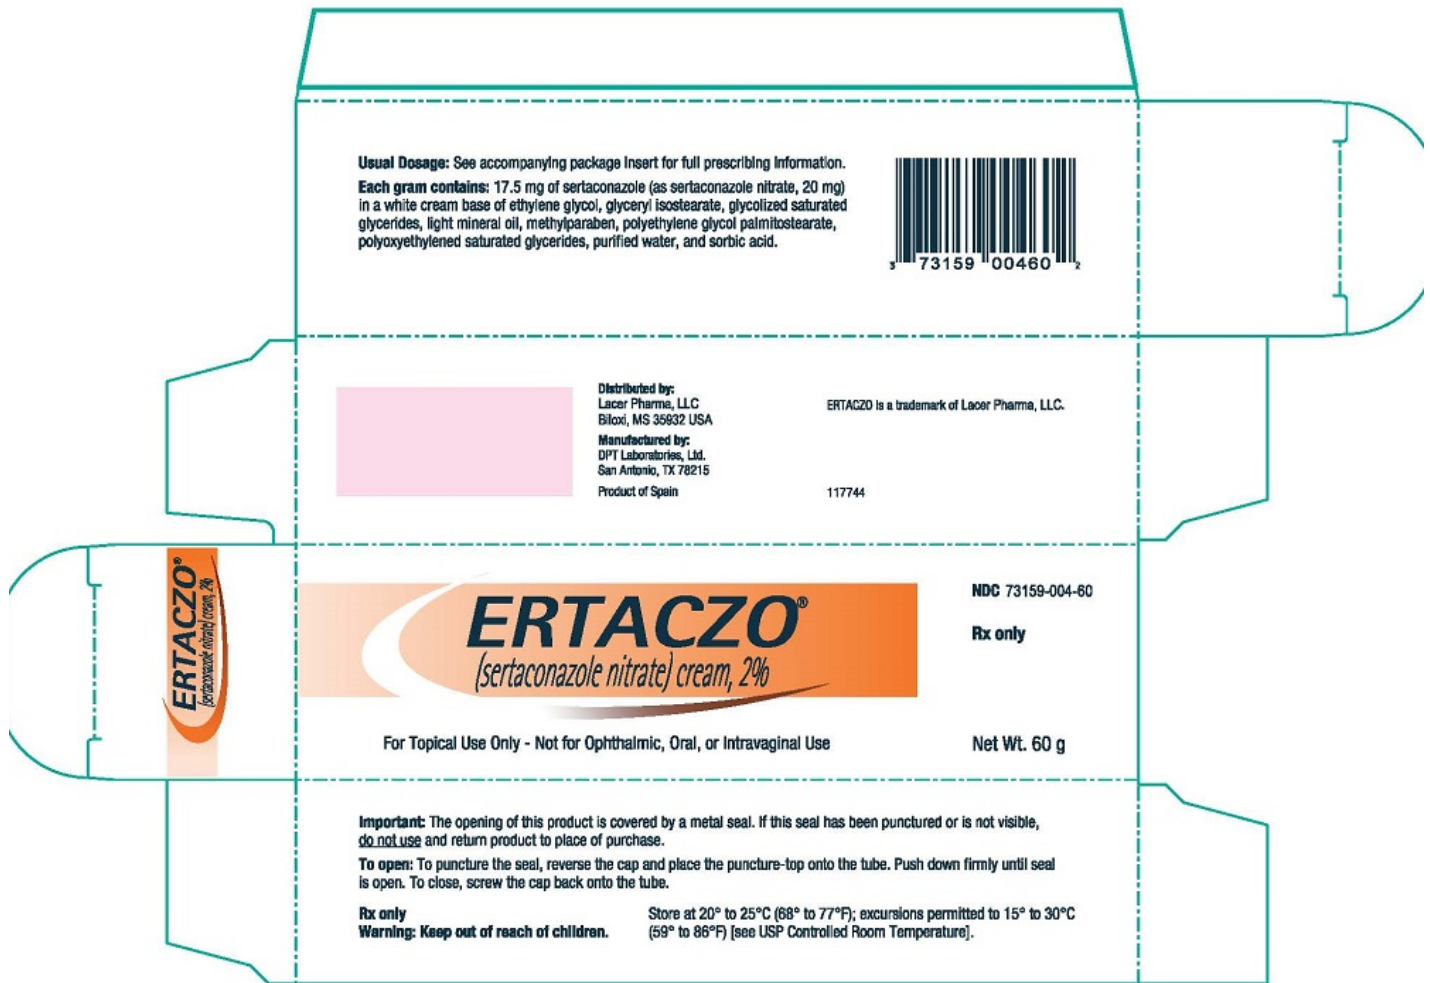 Usual Dosage: See accompanying package insert for full prescribing information.
Each gram contains: 17.5 mg of sertaconazole (as sertaconazole nitrate, 20 mg)
in a white cream base of ethylene glycol, glyceryl isostearate, glycolized saturated
glycerides, light mineral oil, methylparaben, polyethylene glycol palmitostearate,
polyoxyethylened saturated glycerides, purified water, and sorbic acid.
3 73159 00460 2
Distributed by:
Lacer Pharma, LLC
Biloxi, MS 35932 USA
Manufactured by:
DPT Laboratories, Ltd.
San Antonio, TX 78215
Product of Spain
ERTACZO is a trademark of Lacer Pharma, LLC.
117744
ERTACZO®
(sertaconazole nitrate) cream, 2%
ERTACZO®
(sertaconazole nitrate) cream, 2%
NDC 73159-004-60
Rx only
For Topical Use Only - Not for Ophthalmic, Oral, or Intravaginal Use
Net Wt. 60 g
Important: The opening of this product is covered by a metal seal. If this seal has been punctured or is not visible,
do not use and return product to place of purchase.
To open: To puncture the seal, reverse the cap and place the puncture-top onto the tube. Push down firmly until seal
is open. To close, screw the cap back onto the tube.
Rx only
Warning: Keep out of reach of children.
Store at 20° to 25°C (68° to 77°F); excursions permitted to 15° to 30°C
(59° to 86°F) [see USP Controlled Room Temperature].